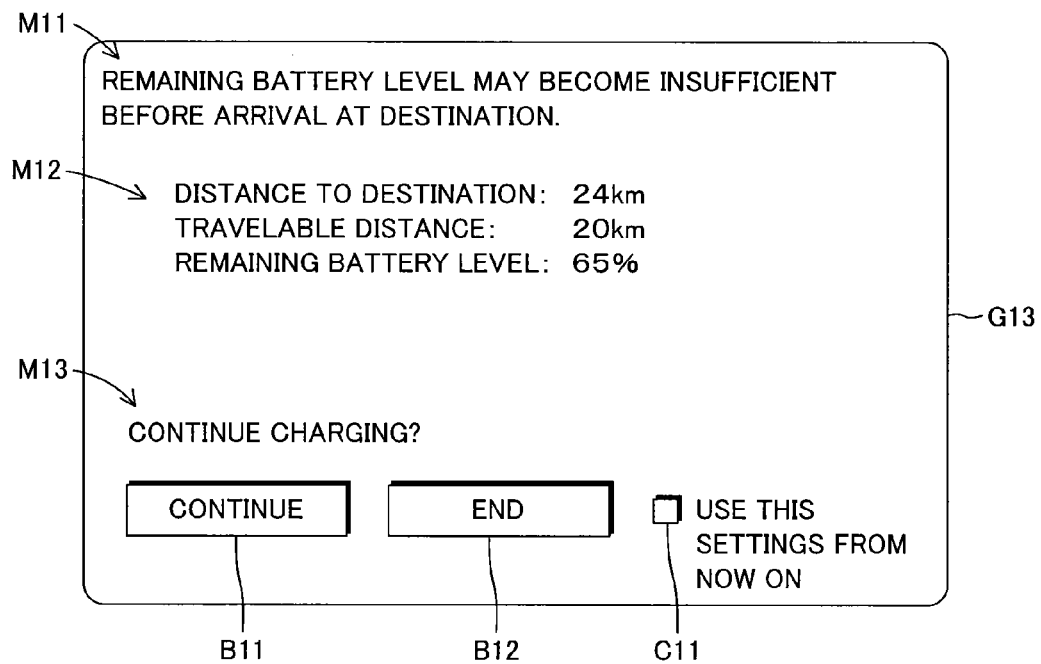 M11
REMAINING BATTERY LEVEL MAY BECOME INSUFFICIENT
BEFORE ARRIVAL AT DESTINATION.
M12
DISTANCE TO DESTINATION: 24km
TRAVELABLE DISTANCE: 20km
REMAINING BATTERY LEVEL: 65%
G13
M13
CONTINUE CHARGING?
CONTINUE
END
USE THIS
SETTINGS FROM
NOW ON
B11
B12
C11